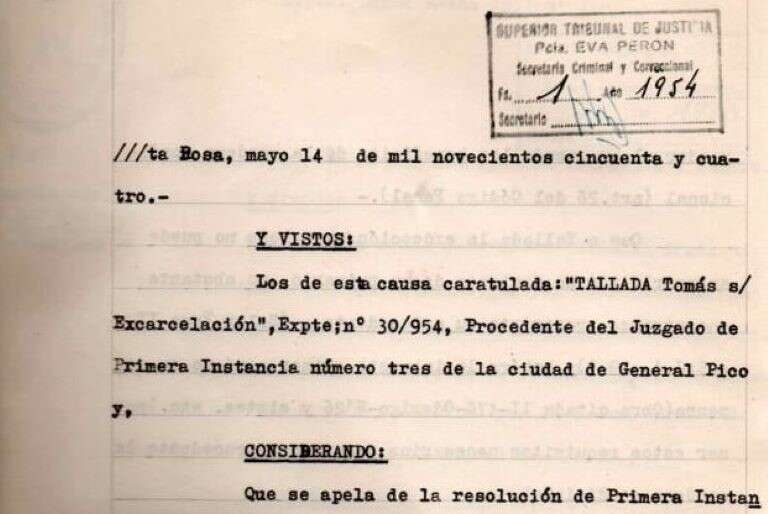 SUPERIOR TRIBUNAL DE JUSTICIA
Pcia. EVA PERON
Secretaría Criminal y Correccional
Fs. 1 Año 1954
Secretario
///ta Rosa, mayo 14 de mil novecientos cincuenta y cua-
tro.-
Y VISTOS:
Los de esta causa caratulada:"TALLADA Tomás s/
Excarcelación",Expte;nº 30/954, Procedente del Juzgado de
Primera Instancia número tres de la ciudad de General Pico
y,
CONSIDERANDO:
Que se apela de la resolución de Primera Instan